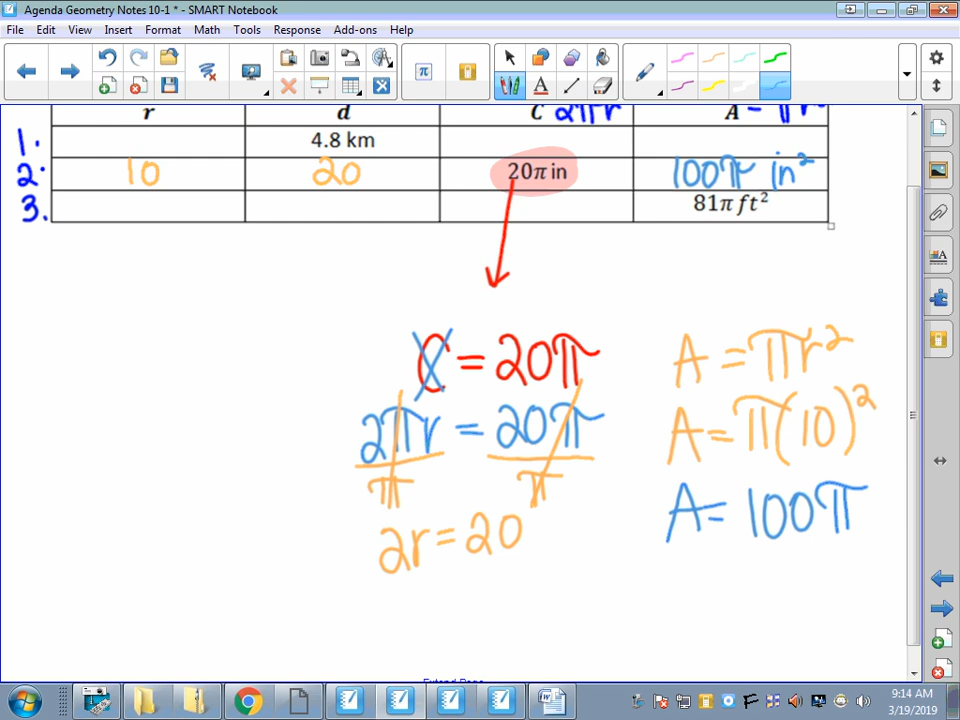 Agenda Geometry Notes 10-1 * - SMART Notebook
File Edit View Insert Format Math Tools Response Add-ons Help
r d C 2πr A = πr²
1. 4.8 km
2. 10 20 20π in 100π in²
3. 81π ft²
C = 20π
2πr = 20π
π π
2r = 20
A = πr²
A = π(10)²
A = 100π
Extend Page
9:14 AM
3/19/2019